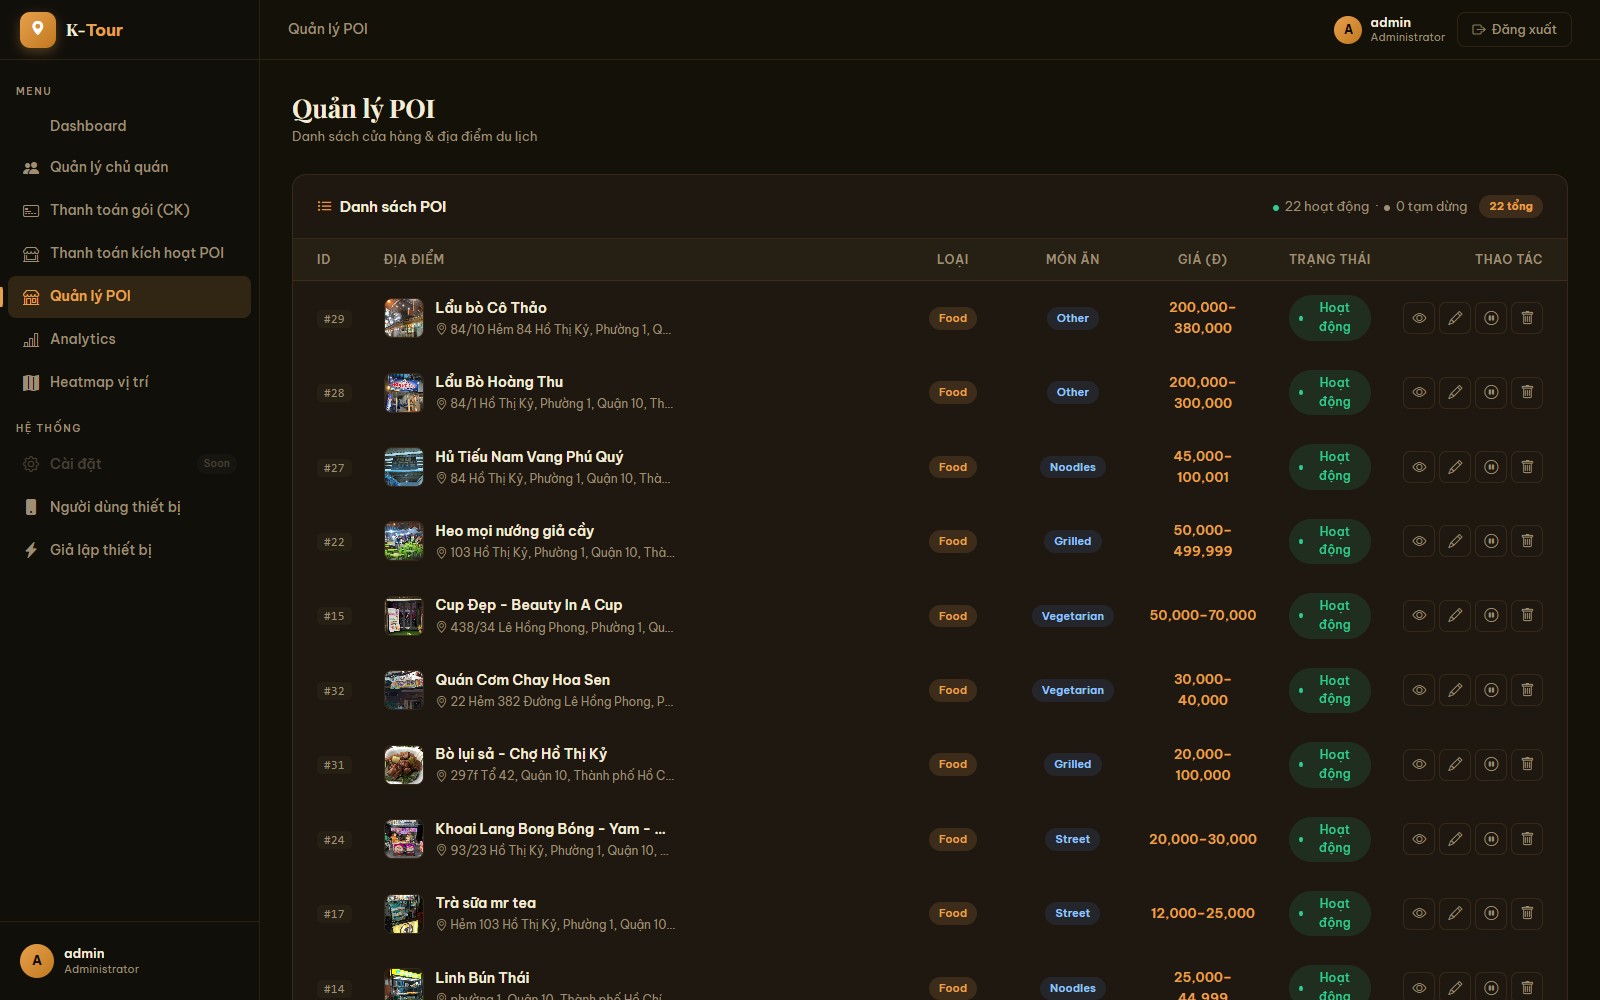 K-Tour
Quản lý POI
A
admin
Administrator
Đăng xuất
MENU
Dashboard
Quản lý chủ quán
Thanh toán gói (CK)
Thanh toán kích hoạt POI
Quản lý POI
Analytics
Heatmap vị trí
HỆ THỐNG
Cài đặt
Soon
Người dùng thiết bị
Giả lập thiết bị
A
admin
Administrator
Quản lý POI
Danh sách cửa hàng & địa điểm du lịch
Danh sách POI
22 hoạt động · 0 tạm dừng 22 tổng
ID ĐỊA ĐIỂM LOẠI MÓN ĂN GIÁ (Đ) TRẠNG THÁI THAO TÁC
#29
Lẩu bò Cô Thảo
84/10 Hẻm 84 Hồ Thị Kỷ, Phường 1, Q...
Food
Other
200,000–
380,000
Hoạt
động
#28
Lẩu Bò Hoàng Thu
84/1 Hồ Thị Kỷ, Phường 1, Quận 10, Th...
Food
Other
200,000–
300,000
Hoạt
động
#27
Hủ Tiếu Nam Vang Phú Quý
84 Hồ Thị Kỷ, Phường 1, Quận 10, Thà...
Food
Noodles
45,000–
100,001
Hoạt
động
#22
Heo mọi nướng giả cầy
103 Hồ Thị Kỷ, Phường 1, Quận 10, Thà...
Food
Grilled
50,000–
499,999
Hoạt
động
#15
Cup Đẹp - Beauty In A Cup
438/34 Lê Hồng Phong, Phường 1, Qu...
Food
Vegetarian
50,000–70,000
Hoạt
động
#32
Quán Cơm Chay Hoa Sen
22 Hẻm 382 Đường Lê Hồng Phong, P...
Food
Vegetarian
30,000–
40,000
Hoạt
động
#31
Bò lụi sả - Chợ Hồ Thị Kỷ
297f Tổ 42, Quận 10, Thành phố Hồ C...
Food
Grilled
20,000–
100,000
Hoạt
động
#24
Khoai Lang Bong Bóng - Yam - ...
93/23 Hồ Thị Kỷ, Phường 1, Quận 10, ...
Food
Street
20,000–30,000
Hoạt
động
#17
Trà sữa mr tea
Hẻm 103 Hồ Thị Kỷ, Phường 1, Quận 10...
Food
Street
12,000–25,000
Hoạt
động
#14
Linh Bún Thái
phường 1, Quận 10, Thành phố Hồ Chí
Food
Noodles
25,000–
44,999
Hoạt
động